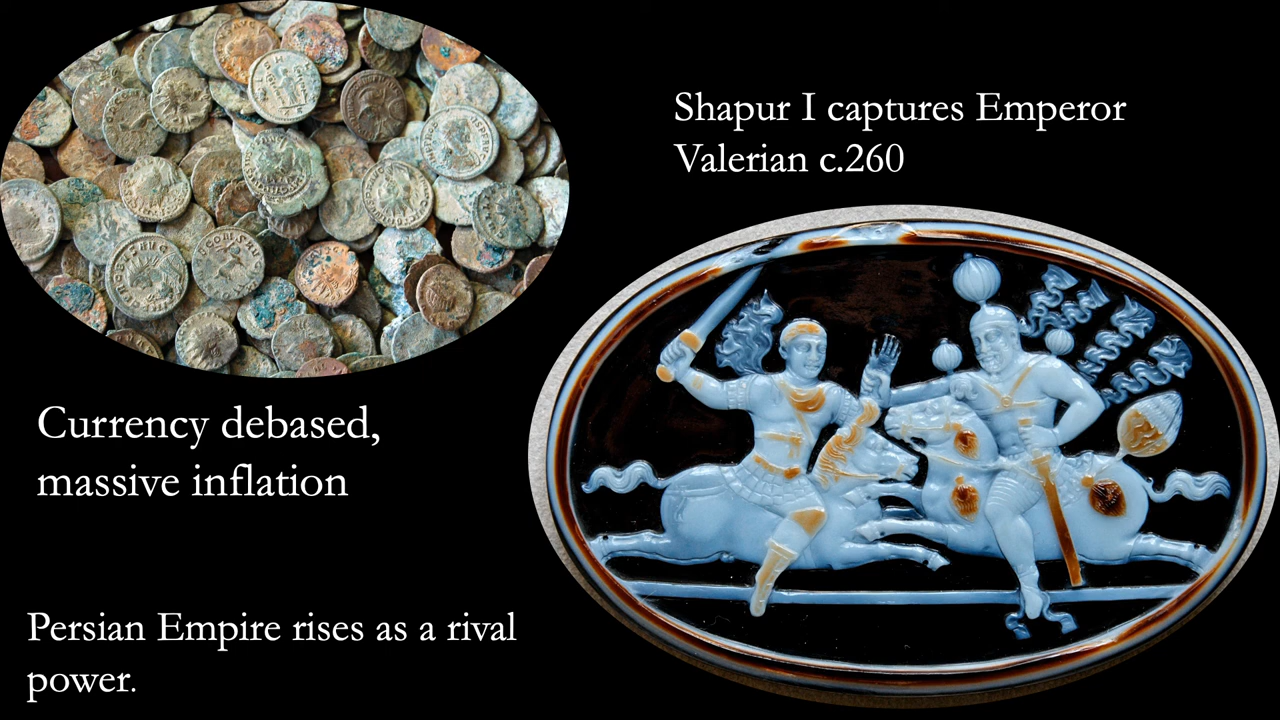 Shapur I captures Emperor
Valerian c.260
Currency debased,
massive inflation
Persian Empire rises as a rival
power.